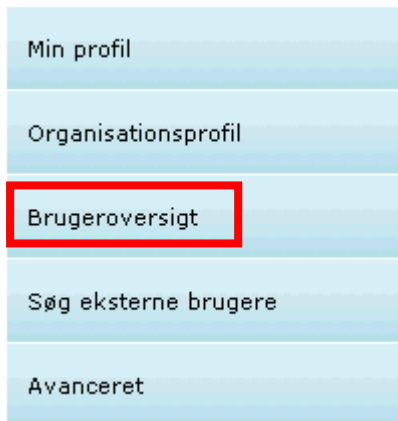 Min profil
Organisationsprofil
Brugeroversigt
Søg eksterne brugere
Avanceret